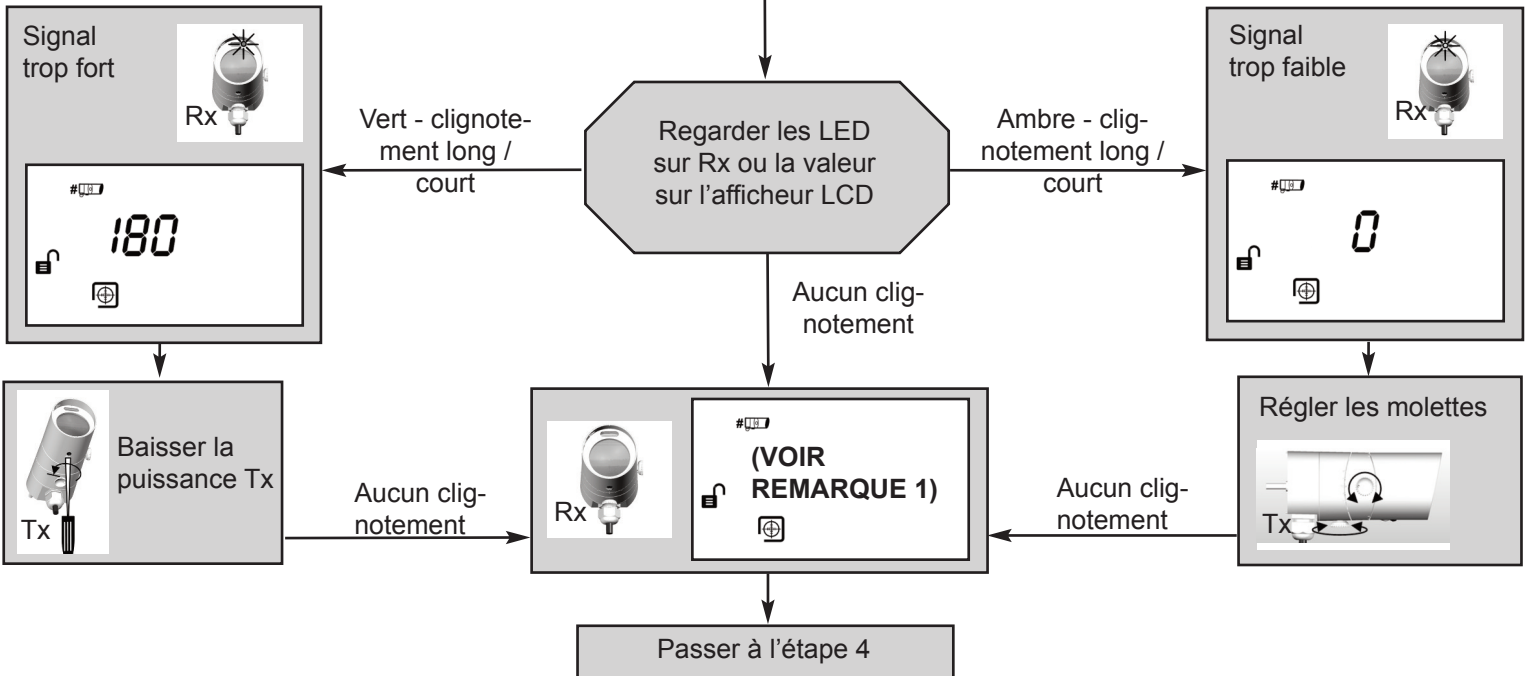 Signal
trop fort
Rx
#
180
Vert - clignote-
ment long /
court
Regarder les LED
sur Rx ou la valeur
sur l'afficheur LCD
Ambre - clig-
notement long /
court
Signal
trop faible
Rx
#
0
Aucun clig-
notement
Baisser la
puissance Tx
Tx
Aucun clig-
notement
Rx
#
(VOIR
REMARQUE 1)
Aucun clig-
notement
Régler les molettes
Tx
Passer à l'étape 4